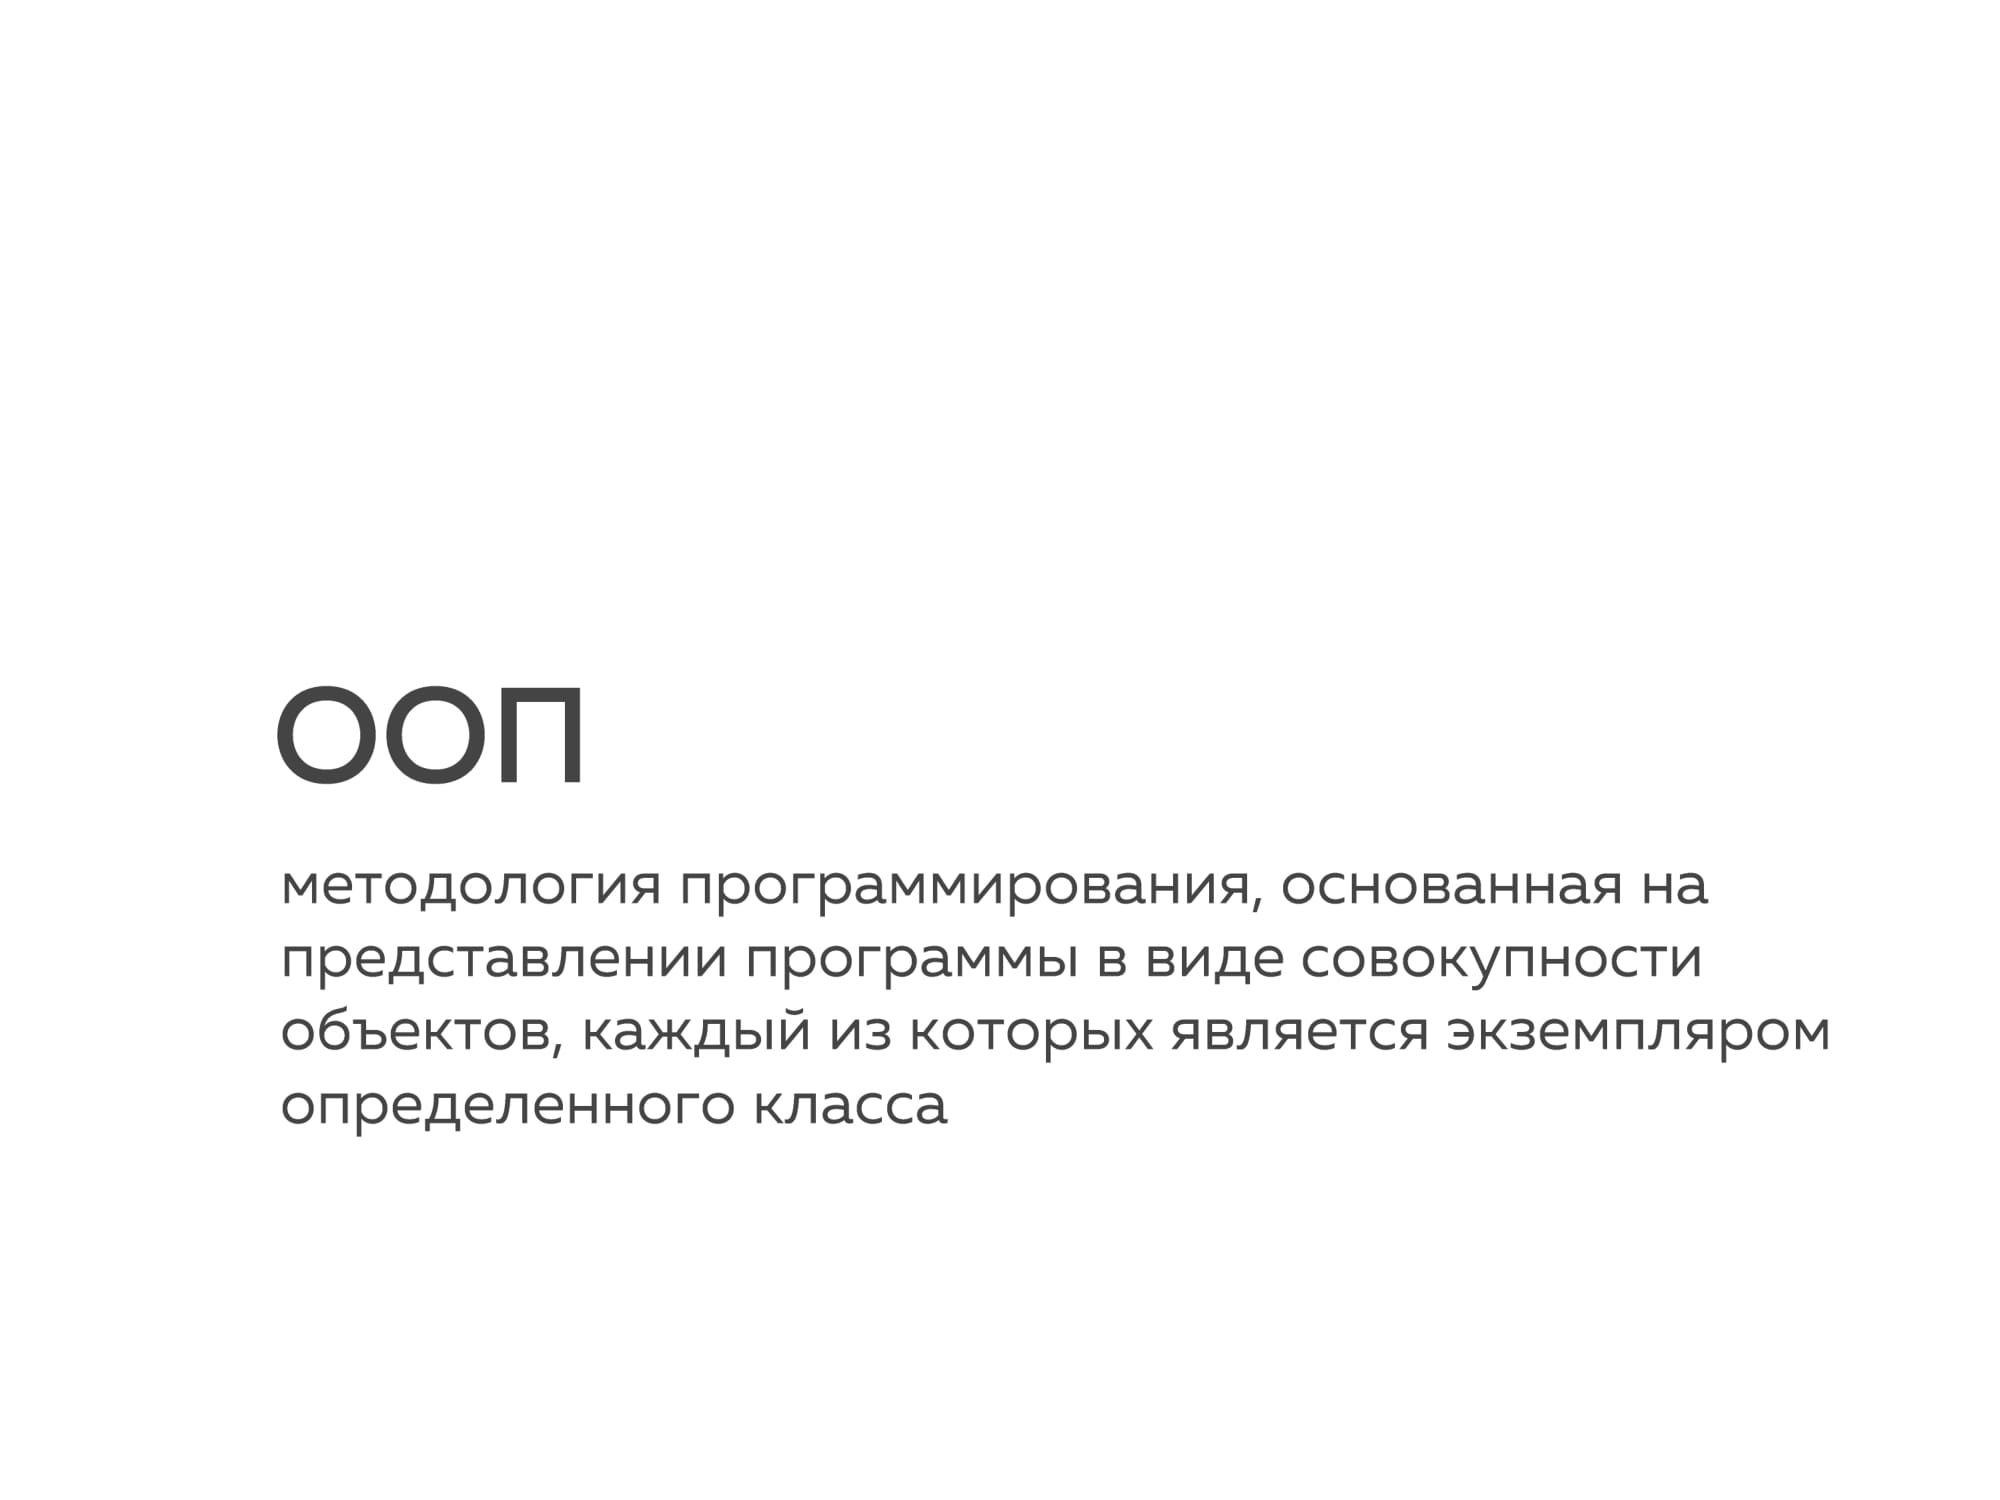 ООП
методология программирования, основанная на
представлении программы в виде совокупности
объектов, каждый из которых является экземпляром
определенного класса